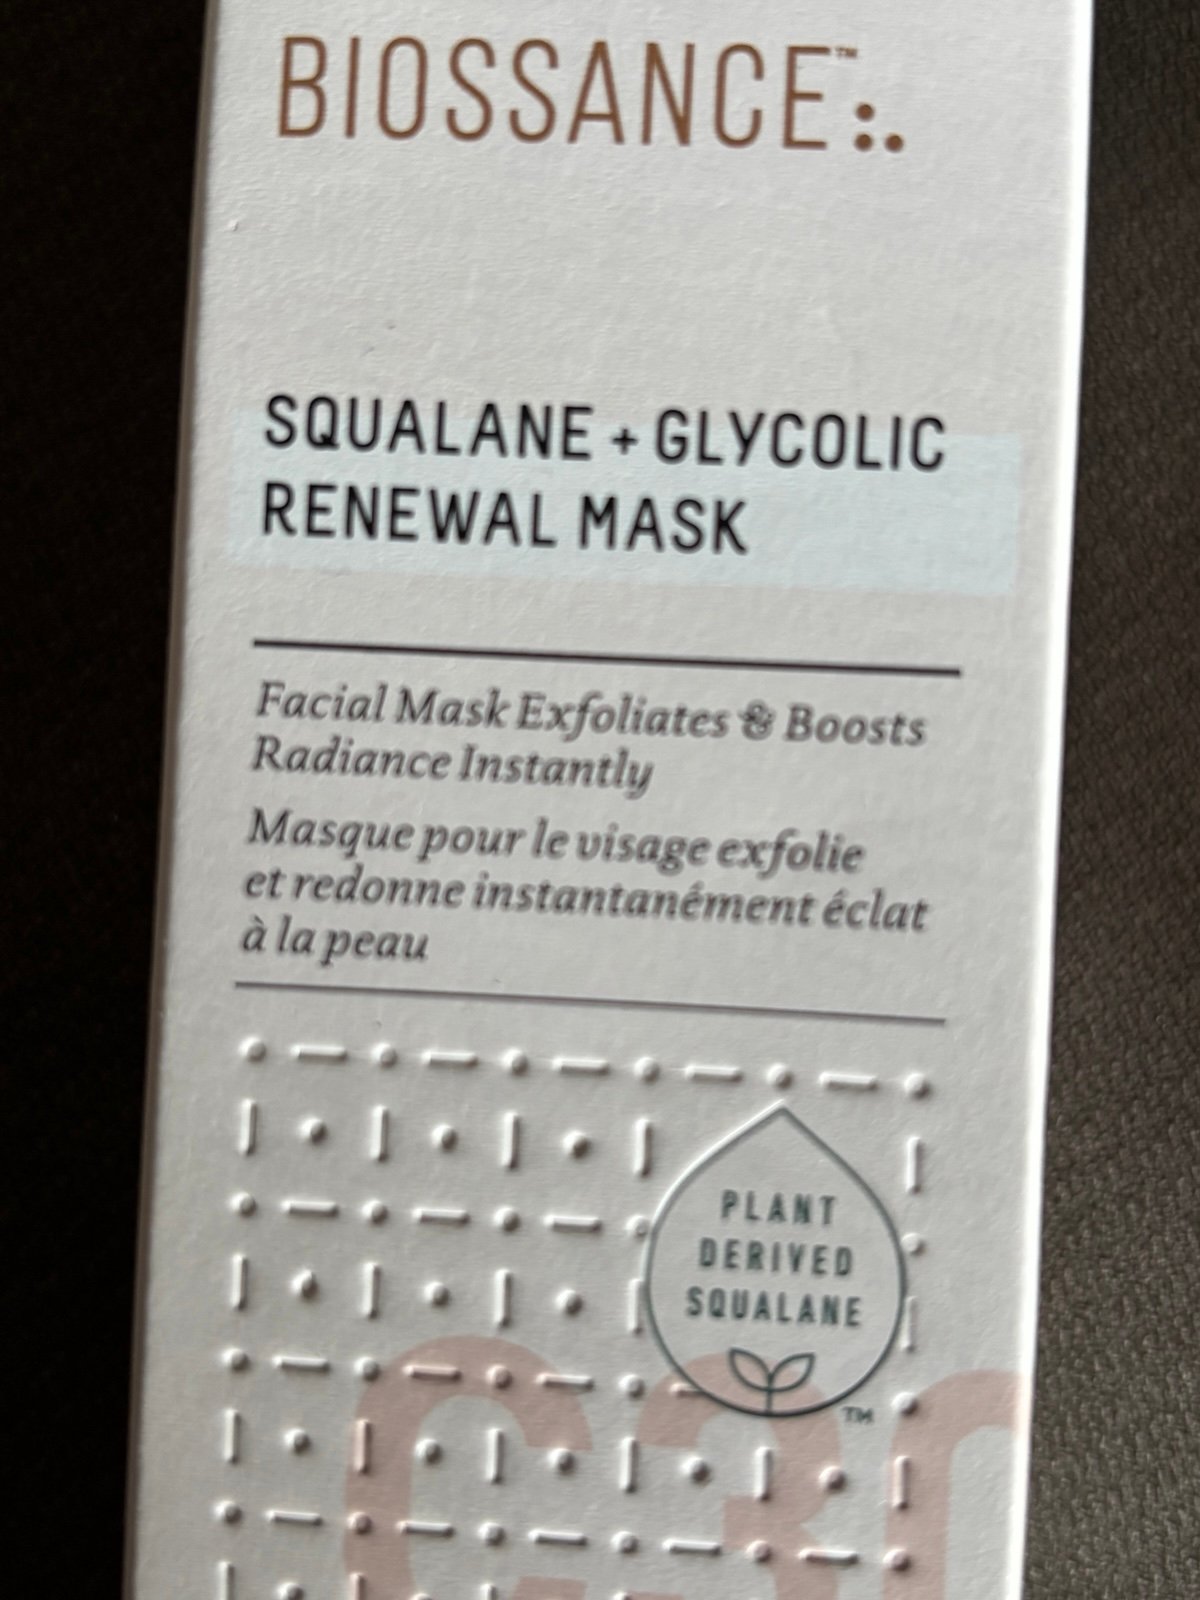 BIOSSANCE™
SQUALANE + GLYCOLIC
RENEWAL MASK
Facial Mask Exfoliates & Boosts
Radiance Instantly
Masque pour le visage exfolie
et redonne instantanément éclat
à la peau
PLANT
DERIVED
SQUALANE
TM
C30